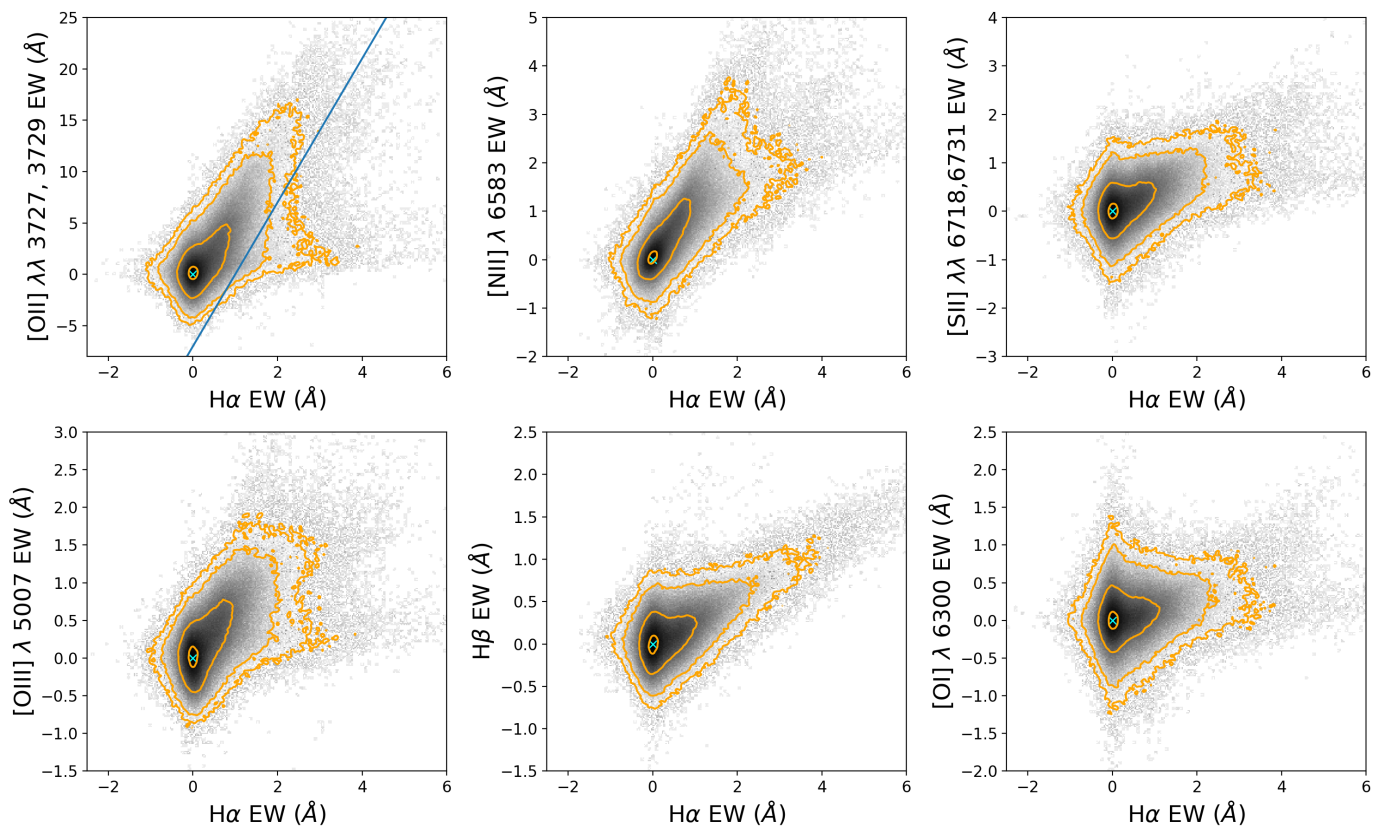 [OII] λλ 3727, 3729 EW (Å)
25
20
15
10
5
0
−5
−2 0 2 4 6
Hα EW (Å)
[NII] λ 6583 EW (Å)
5
4
3
2
1
0
−1
−2
−2 0 2 4 6
Hα EW (Å)
[SII] λλ 6718,6731 EW (Å)
4
3
2
1
0
−1
−2
−3
−2 0 2 4 6
Hα EW (Å)
[OIII] λ 5007 EW (Å)
3.0
2.5
2.0
1.5
1.0
0.5
0.0
−0.5
−1.0
−1.5
−2 0 2 4 6
Hα EW (Å)
Hβ EW (Å)
2.5
2.0
1.5
1.0
0.5
0.0
−0.5
−1.0
−1.5
−2 0 2 4 6
Hα EW (Å)
[OI] λ 6300 EW (Å)
2.5
2.0
1.5
1.0
0.5
0.0
−0.5
−1.0
−1.5
−2.0
−2 0 2 4 6
Hα EW (Å)